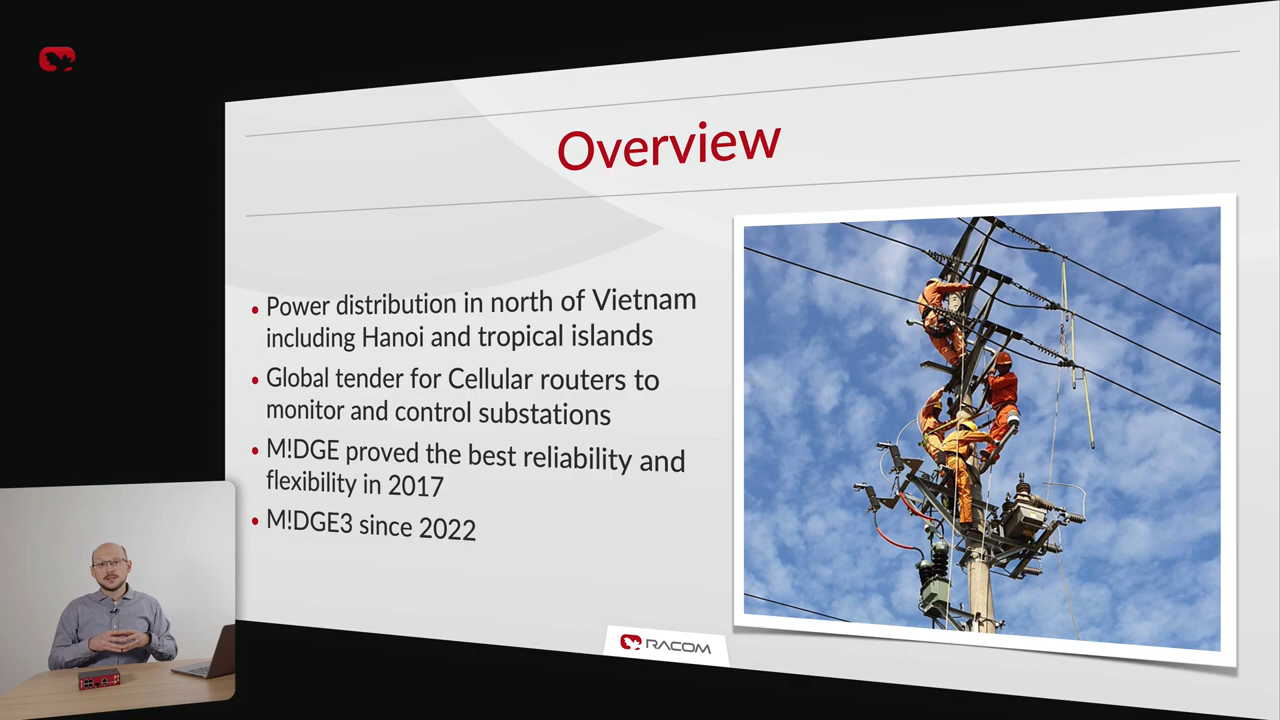 Overview
• Power distribution in north of Vietnam
including Hanoi and tropical islands
• Global tender for Cellular routers to
monitor and control substations
• M!DGE proved the best reliability and
flexibility in 2017
• M!DGE3 since 2022
RACOM